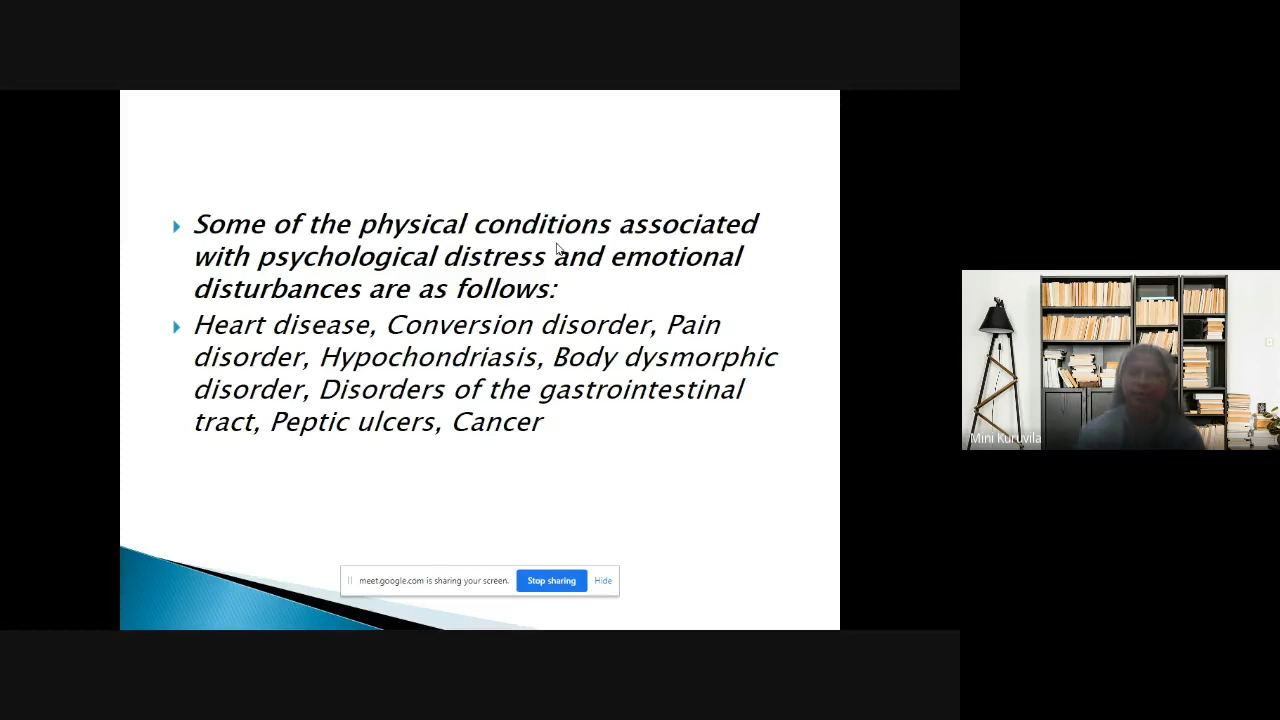 Some of the physical conditions associated
with psychological distress and emotional
disturbances are as follows:
Heart disease, Conversion disorder, Pain
disorder, Hypochondriasis, Body dysmorphic
disorder, Disorders of the gastrointestinal
tract, Peptic ulcers, Cancer
meet.google.com is sharing your screen. Stop sharing Hide
Mini Kuruvila